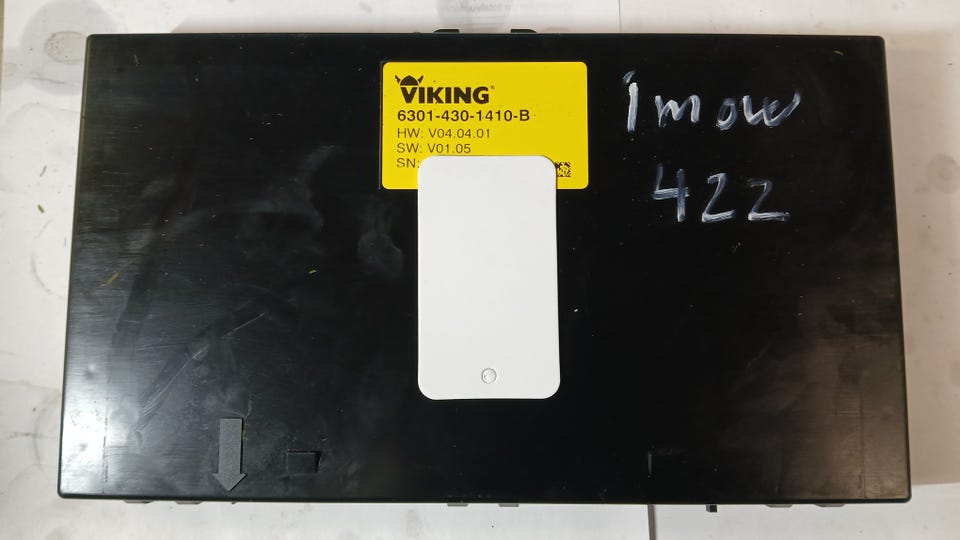 VIKING®
6301-430-1410-B
HW: V04.04.01
SW: V01.05
SN:
imow
422